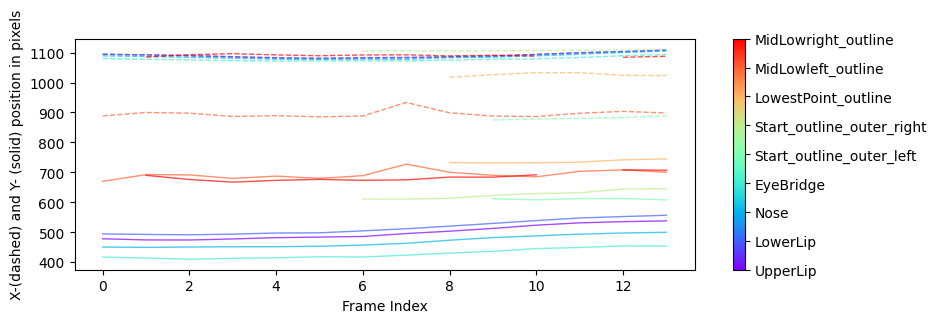 X-(dashed) and Y- (solid) position in pixels
1100
1000
900
800
700
600
500
400
0
2
4
6
8
10
12
Frame Index
MidLowright_outline
MidLowleft_outline
LowestPoint_outline
Start_outline_outer_right
Start_outline_outer_left
EyeBridge
Nose
LowerLip
UpperLip